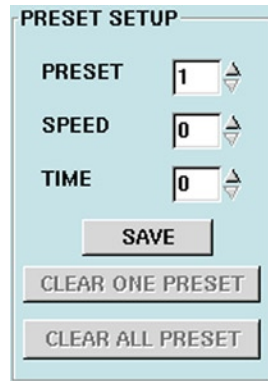 PRESET SETUP
PRESET 1
SPEED 0
TIME 0
SAVE
CLEAR ONE PRESET
CLEAR ALL PRESET